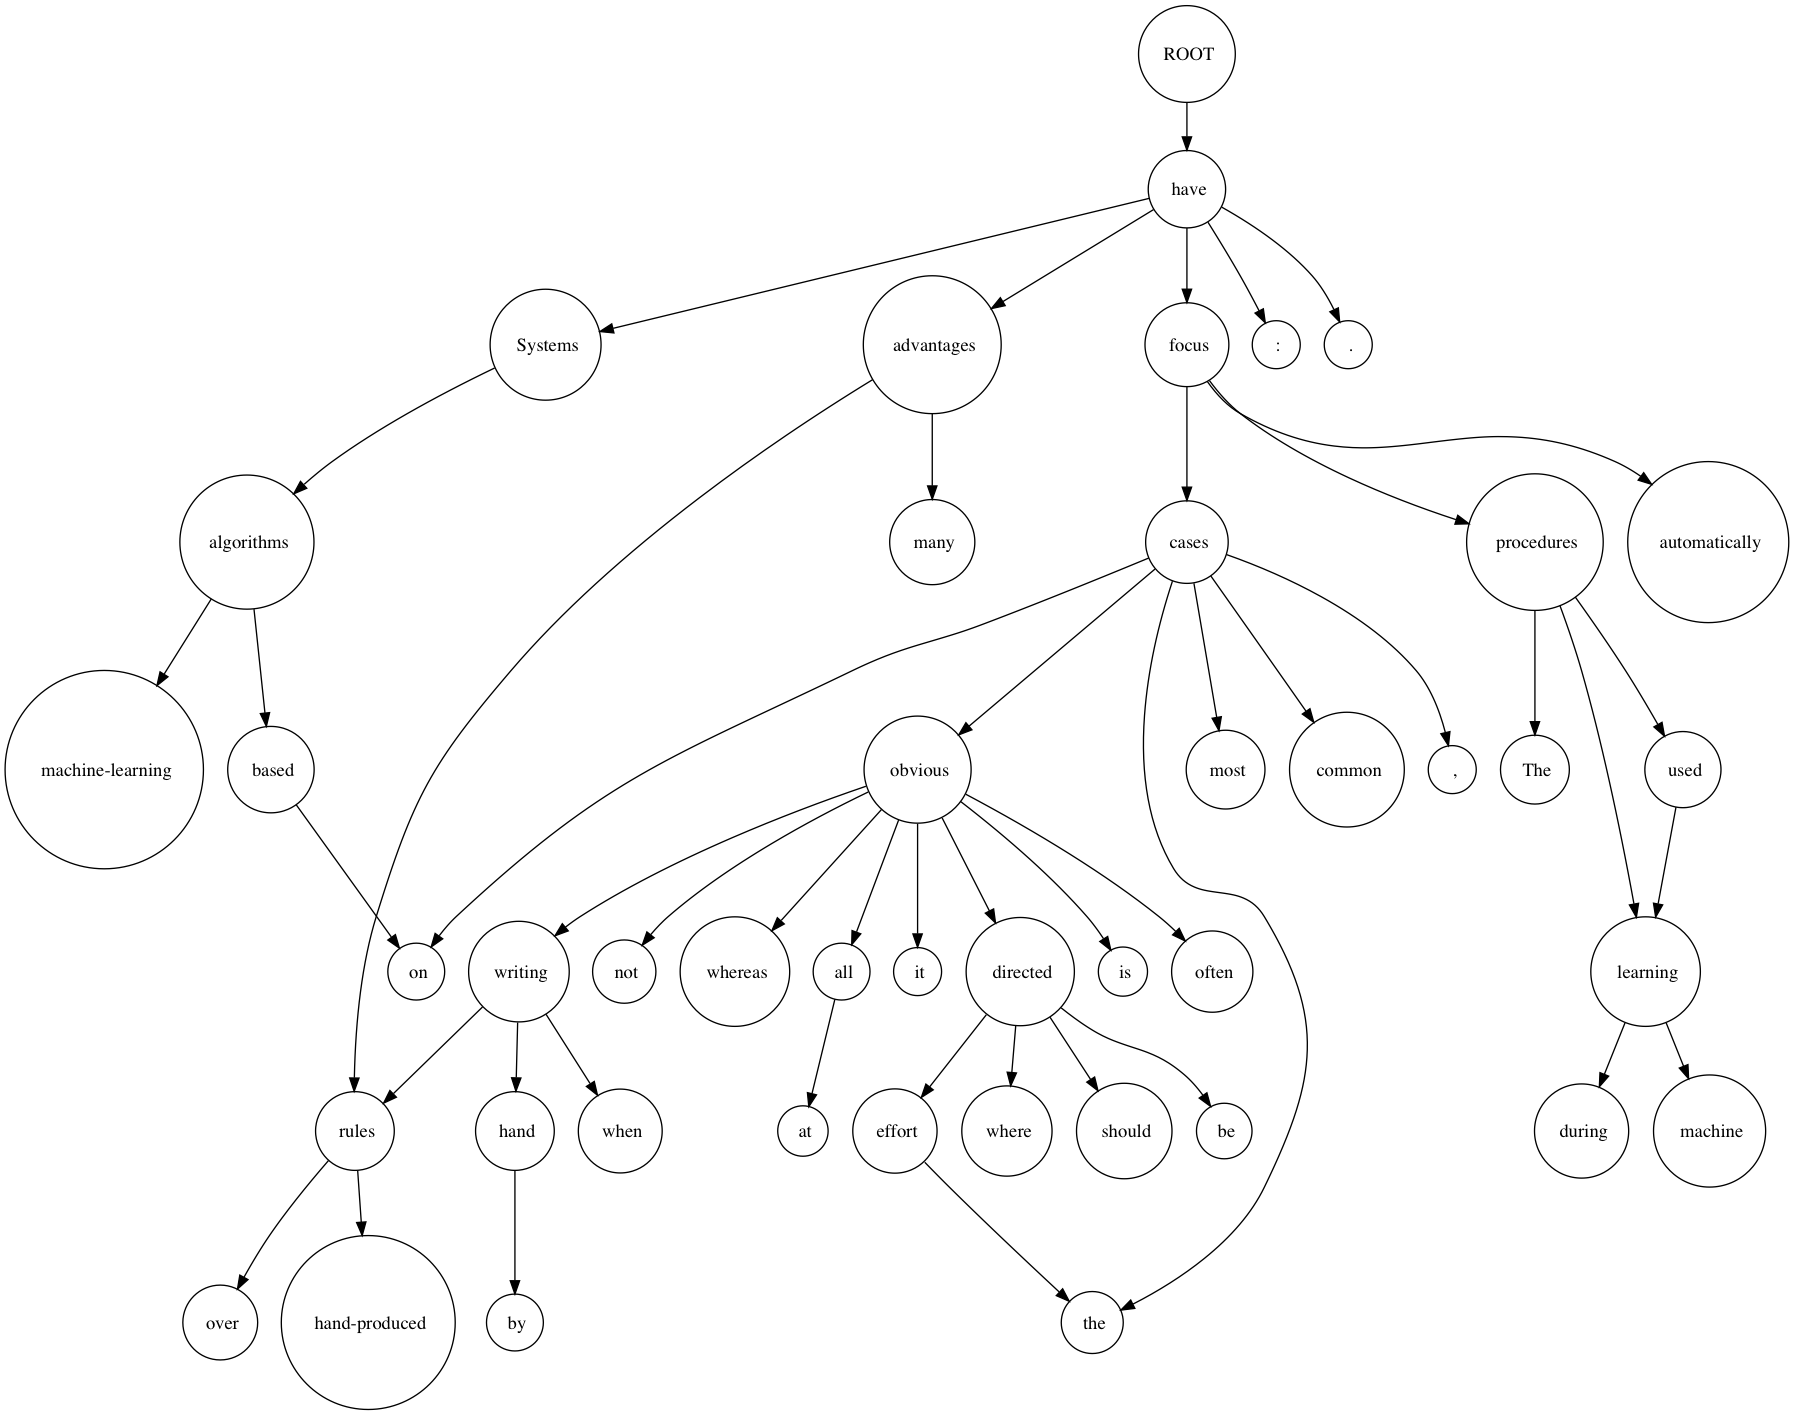 ROOT
have
Systems
advantages
focus
:
.
algorithms
many
cases
procedures
automatically
machine-learning
based
obvious
most
common
,
The
used
on
writing
not
whereas
all
it
directed
is
often
learning
rules
hand
when
at
effort
where
should
be
during
machine
over
hand-produced
by
the